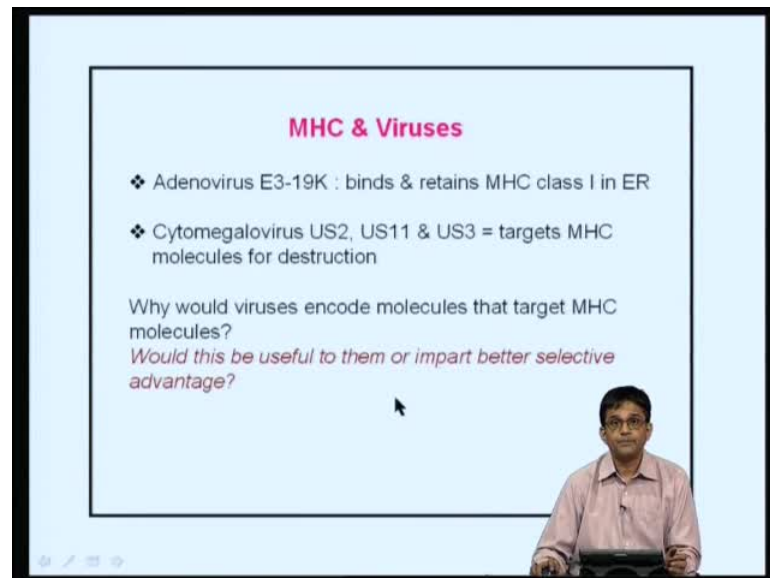 MHC & Viruses
❖ Adenovirus E3-19K : binds & retains MHC class I in ER
❖ Cytomegalovirus US2, US11 & US3 = targets MHC
molecules for destruction
Why would viruses encode molecules that target MHC
molecules?
Would this be useful to them or impart better selective
advantage?